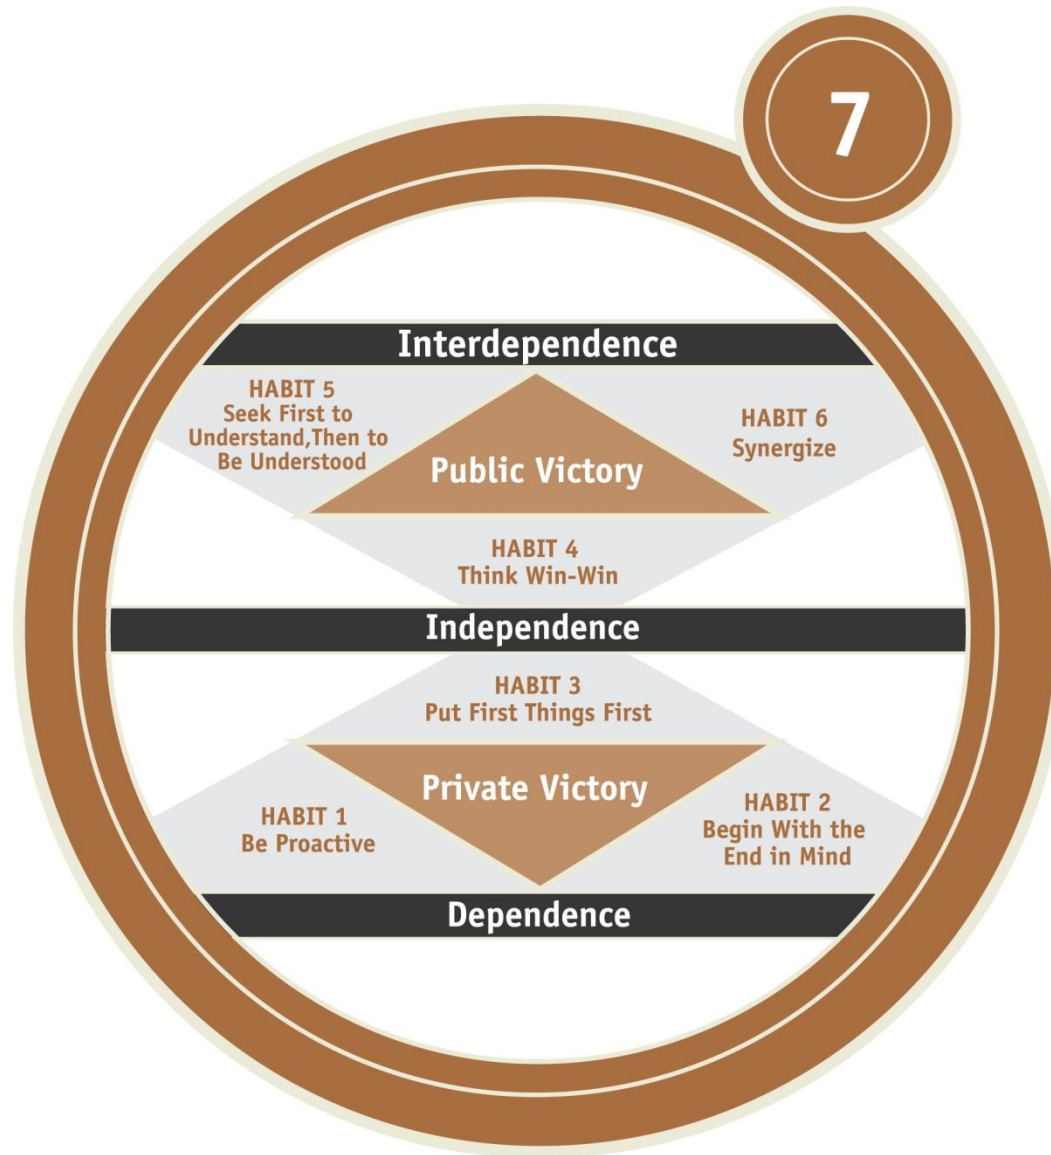 7
Interdependence
HABIT 5
Seek First to
Understand,Then to
Be Understood
HABIT 6
Synergize
Public Victory
HABIT 4
Think Win-Win
Independence
HABIT 3
Put First Things First
Private Victory
HABIT 1
Be Proactive
HABIT 2
Begin With the
End in Mind
Dependence